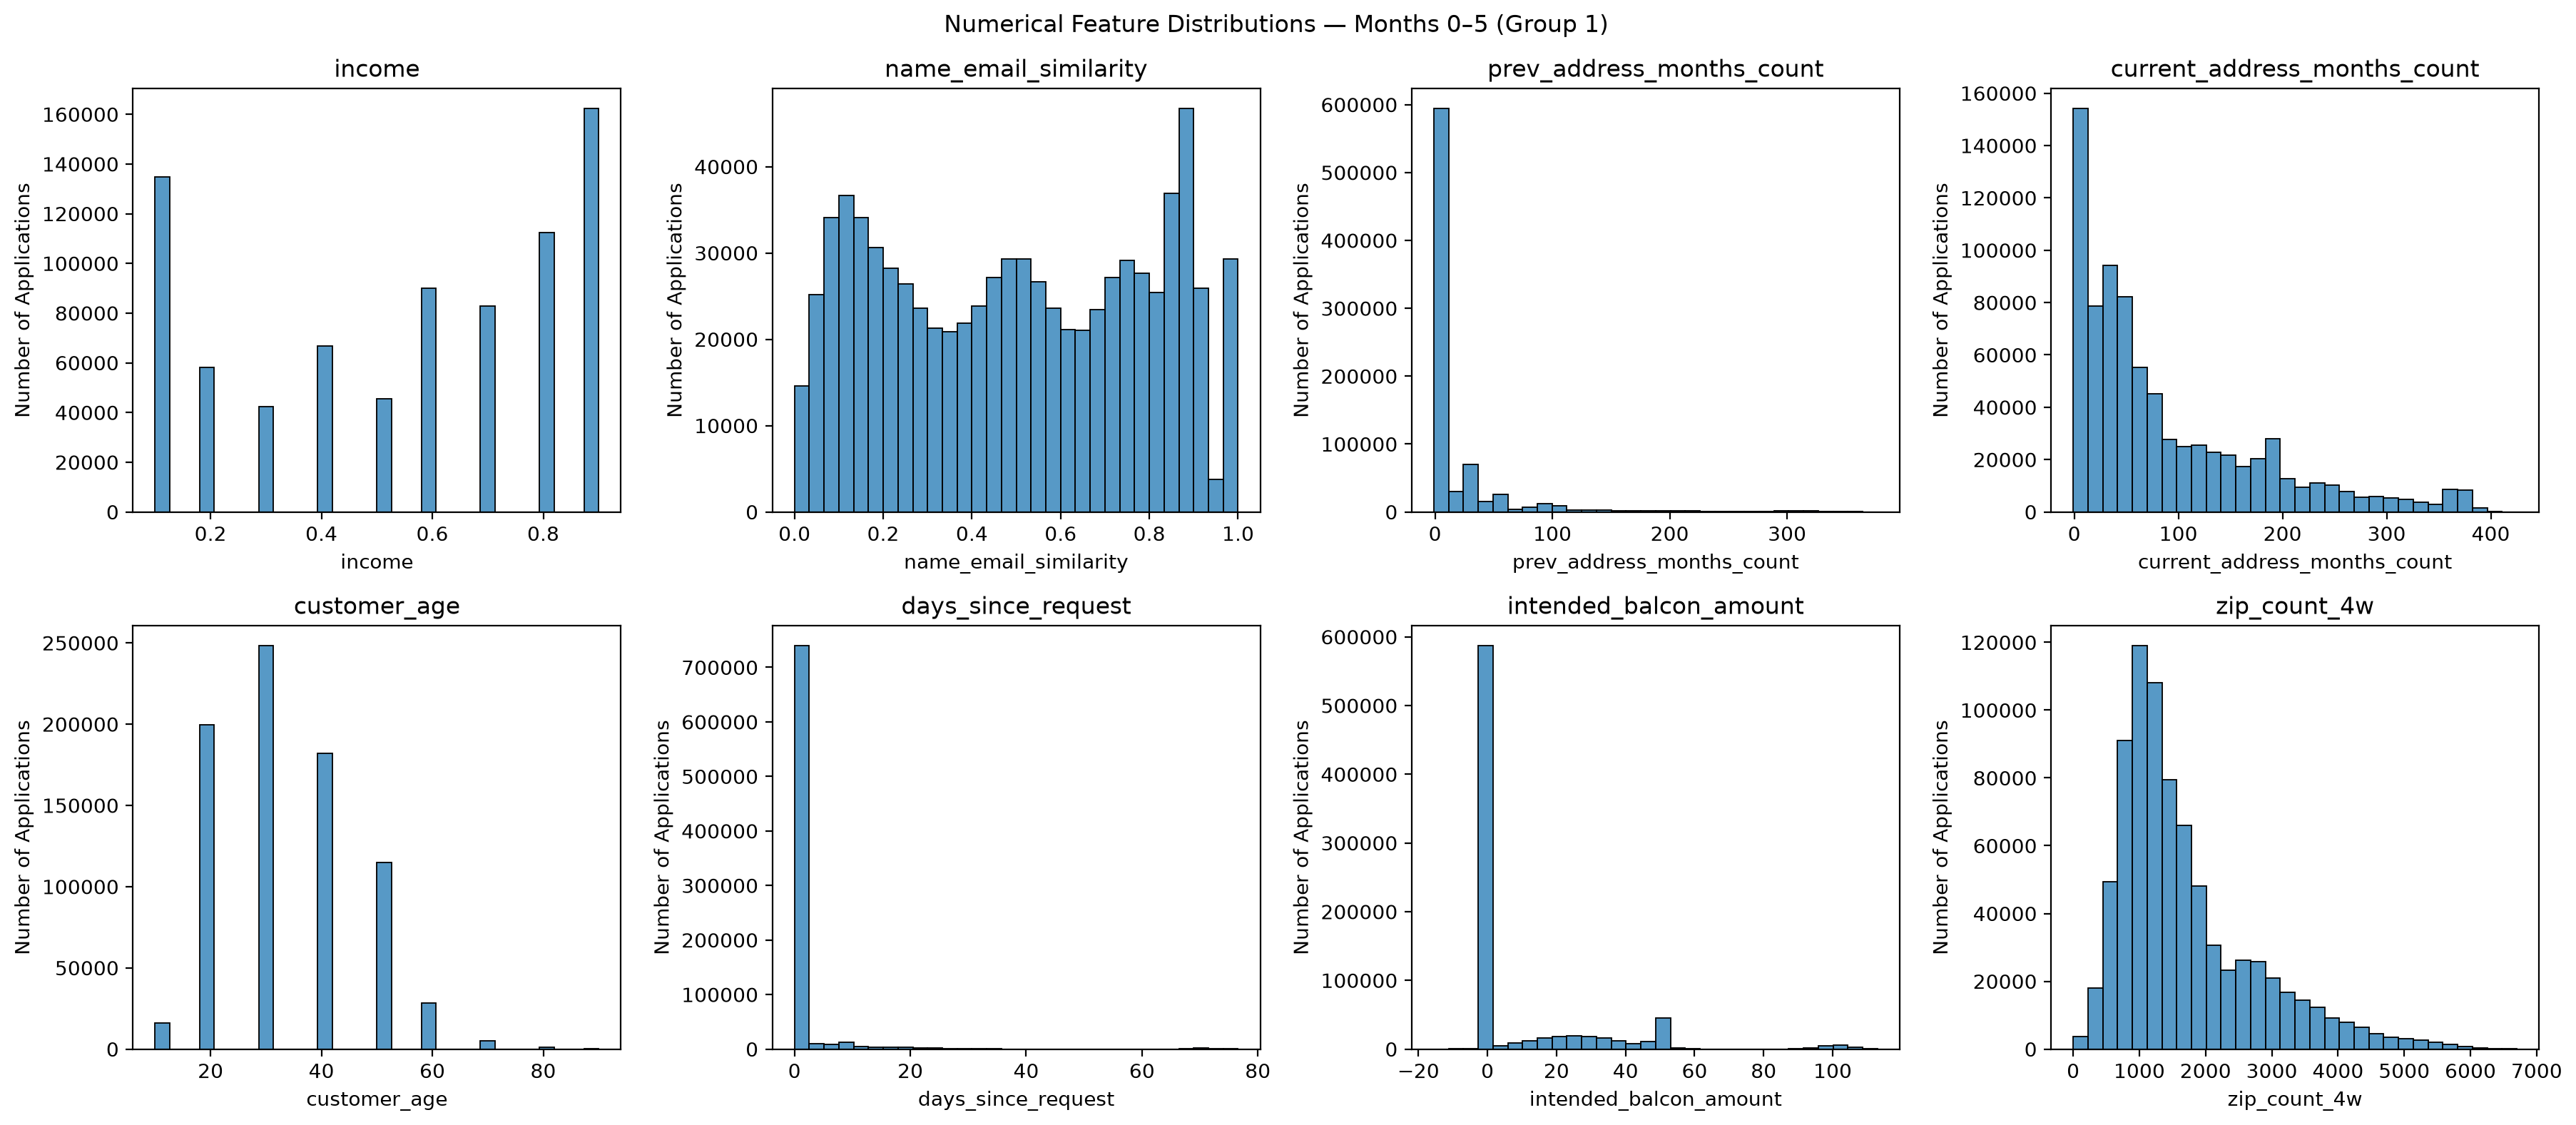 Numerical Feature Distributions — Months 0–5 (Group 1)
income
Number of Applications
160000
140000
120000
100000
80000
60000
40000
20000
0
0.2 0.4 0.6 0.8
income
name_email_similarity
Number of Applications
40000
30000
20000
10000
0
0.0 0.2 0.4 0.6 0.8 1.0
name_email_similarity
prev_address_months_count
Number of Applications
600000
500000
400000
300000
200000
100000
0
0 100 200 300
prev_address_months_count
current_address_months_count
Number of Applications
160000
140000
120000
100000
80000
60000
40000
20000
0
0 100 200 300 400
current_address_months_count
customer_age
Number of Applications
250000
200000
150000
100000
50000
0
20 40 60 80
customer_age
days_since_request
Number of Applications
700000
600000
500000
400000
300000
200000
100000
0
0 20 40 60 80
days_since_request
intended_balcon_amount
Number of Applications
600000
500000
400000
300000
200000
100000
0
−20 0 20 40 60 80 100
intended_balcon_amount
zip_count_4w
Number of Applications
120000
100000
80000
60000
40000
20000
0
0 1000 2000 3000 4000 5000 6000 7000
zip_count_4w